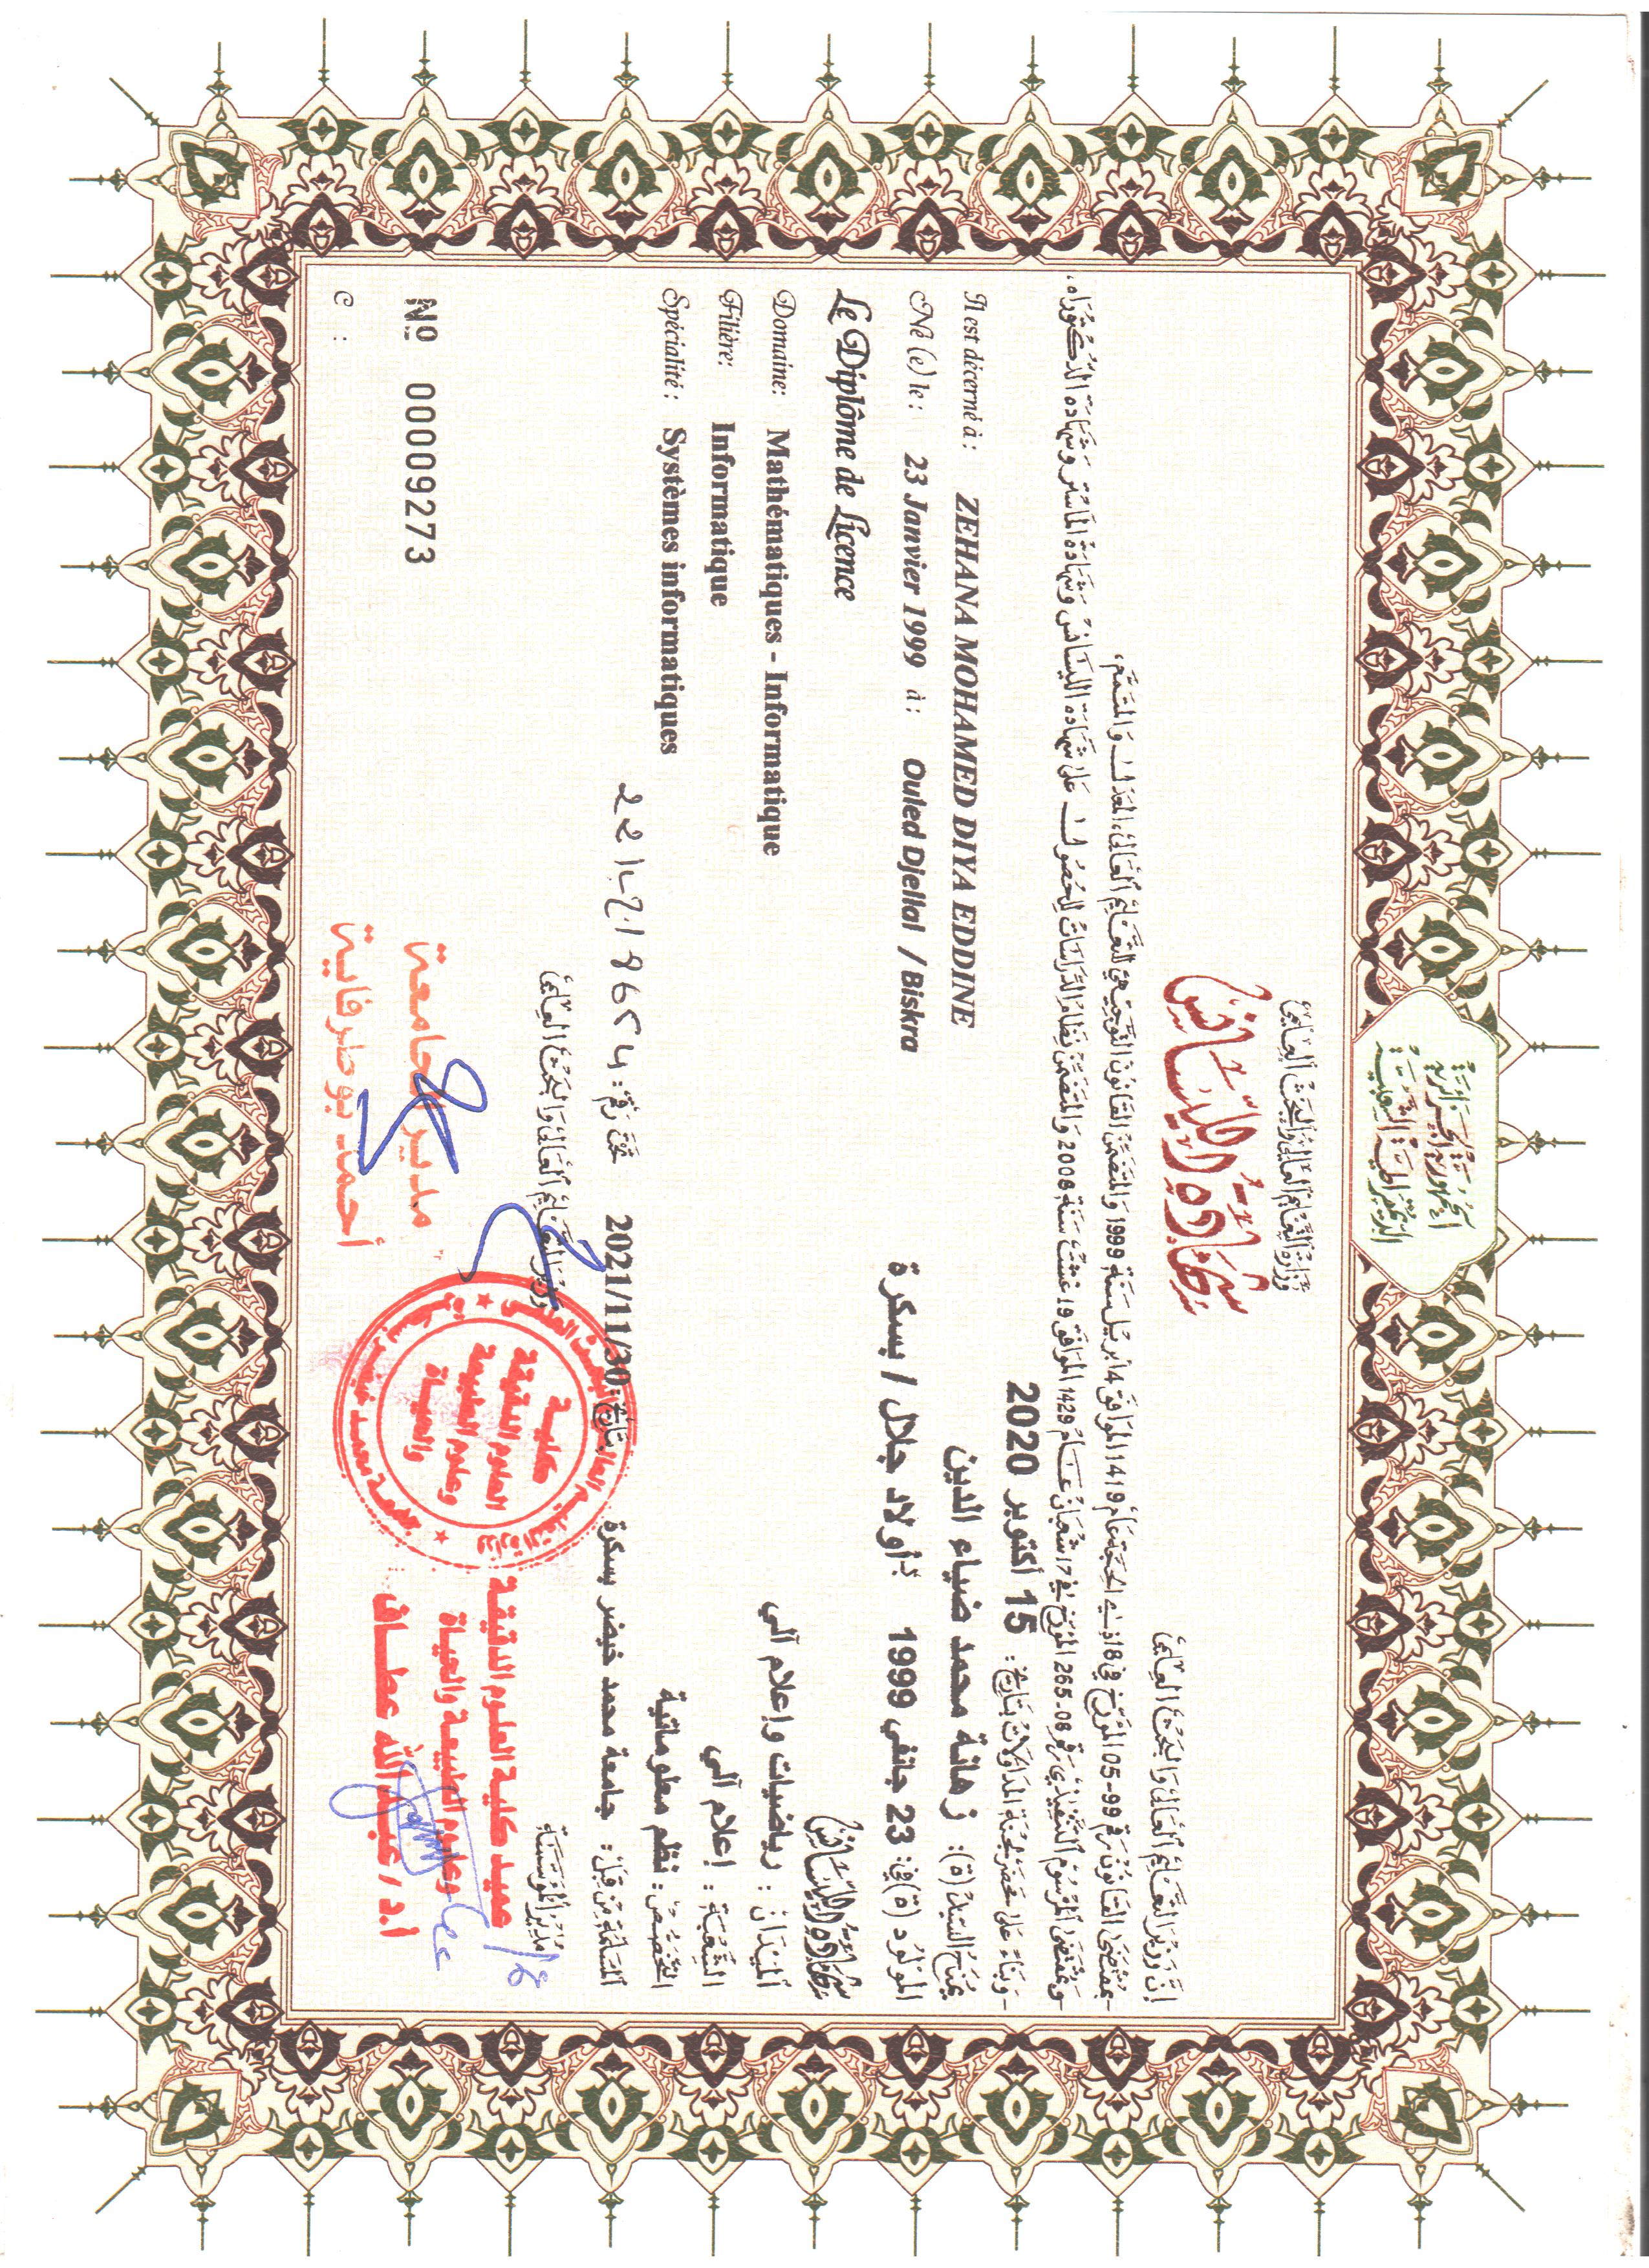 الجمهورية الجزائرية
الديمقراطية الشعبية
وزارة التعليم العالي والبحث العلمي
شهادة الليسانس
إن وزير التعليم العالي والبحث العلمي
-بمقتضى القانون رقم 99-05 المؤرخ في 18 ذي الحجة عام 1419 الموافق 4 أبريل سنة 1999 والمتضمن القانون التوجيهي للتعليم العالي، المعدل والمتمم،
-وبمقتضى المرسوم التنفيذي رقم 08-265 المؤرخ في 17 شعبان عام 1429 الموافق 19 غشت سنة 2008 والمتضمن نظام الدراسات للحصول على شهادة الليسانس وشهادة الماستر وشهادة الدكتوراه،
-وبناء على محضر لجنة المداولات بتاريخ: 15 أكتوبر 2020
يمنح السيد(ة): زهانة محمد ضياء الدين
Il est décerné à : ZEHANA MOHAMED DIYA EDDINE
المولود(ة) في: 23 جانفي 1999 بـ أولاد جلال / بسكرة
Né (e) le : 23 Janvier 1999 à : Ouled Djellal / Biskra
شهادة الليسانس
Le Diplôme de Licence
الميدان : رياضيات وإعلام آلي
Domaine: Mathématiques - Informatique
الشعبة : إعلام آلي
Filière: Informatique
التخصص : نظم معلوماتية
Spécialité : Systèmes informatiques
المسلمة من قبل: جامعة محمد خيضر بسكرة بتاريخ: 2021/11/30 تحت رقم:
مدير المؤسسة
وزير التعليم العالي والبحث العلمي
عميد كلية العلوم الدقيقة
وعلوم الطبيعة والحياة
أ.د / عبد الله عطاف
وزارة التعليم العالي والبحث العلمي
كلية
العلوم الدقيقة
وعلوم الطبيعة
والحياة
جامعة محمد خيضر بسكرة
مدير الجامعة
أحمد بوطرفاية
Nº 00009273
C :